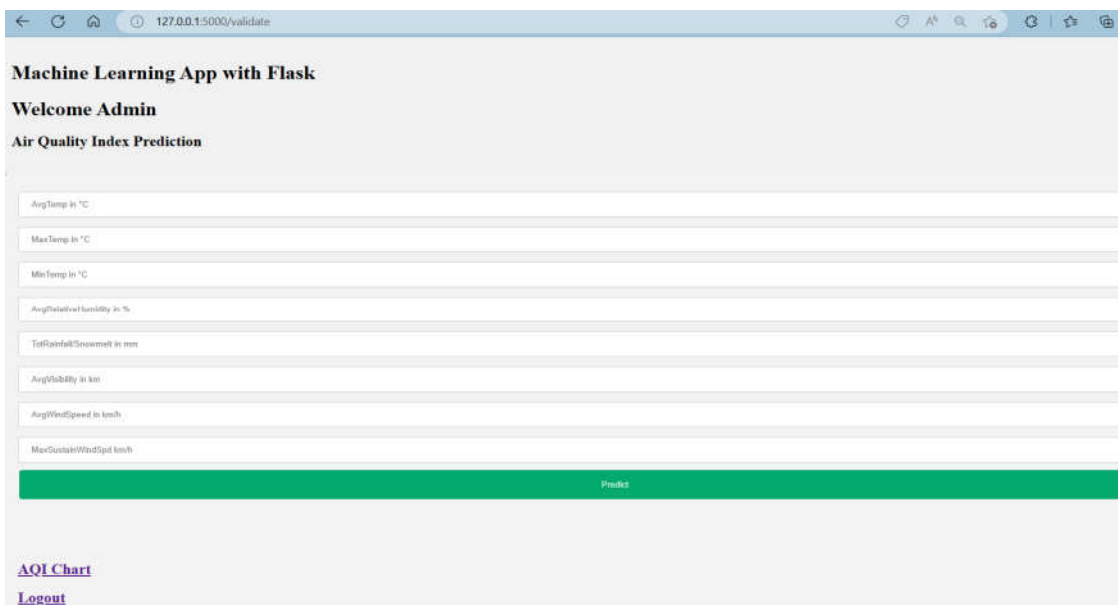 127.0.0.1:5000/validate
Machine Learning App with Flask
Welcome Admin
Air Quality Index Prediction
AvgTemp in °C
MaxTemp in °C
MinTemp in °C
AvgRelativeHumidity in %
TotRainfall/Snowmelt in mm
AvgVisibility in km
AvgWindSpeed in km/h
MaxSustainWindSpd km/h
Predict
AQI Chart
Logout